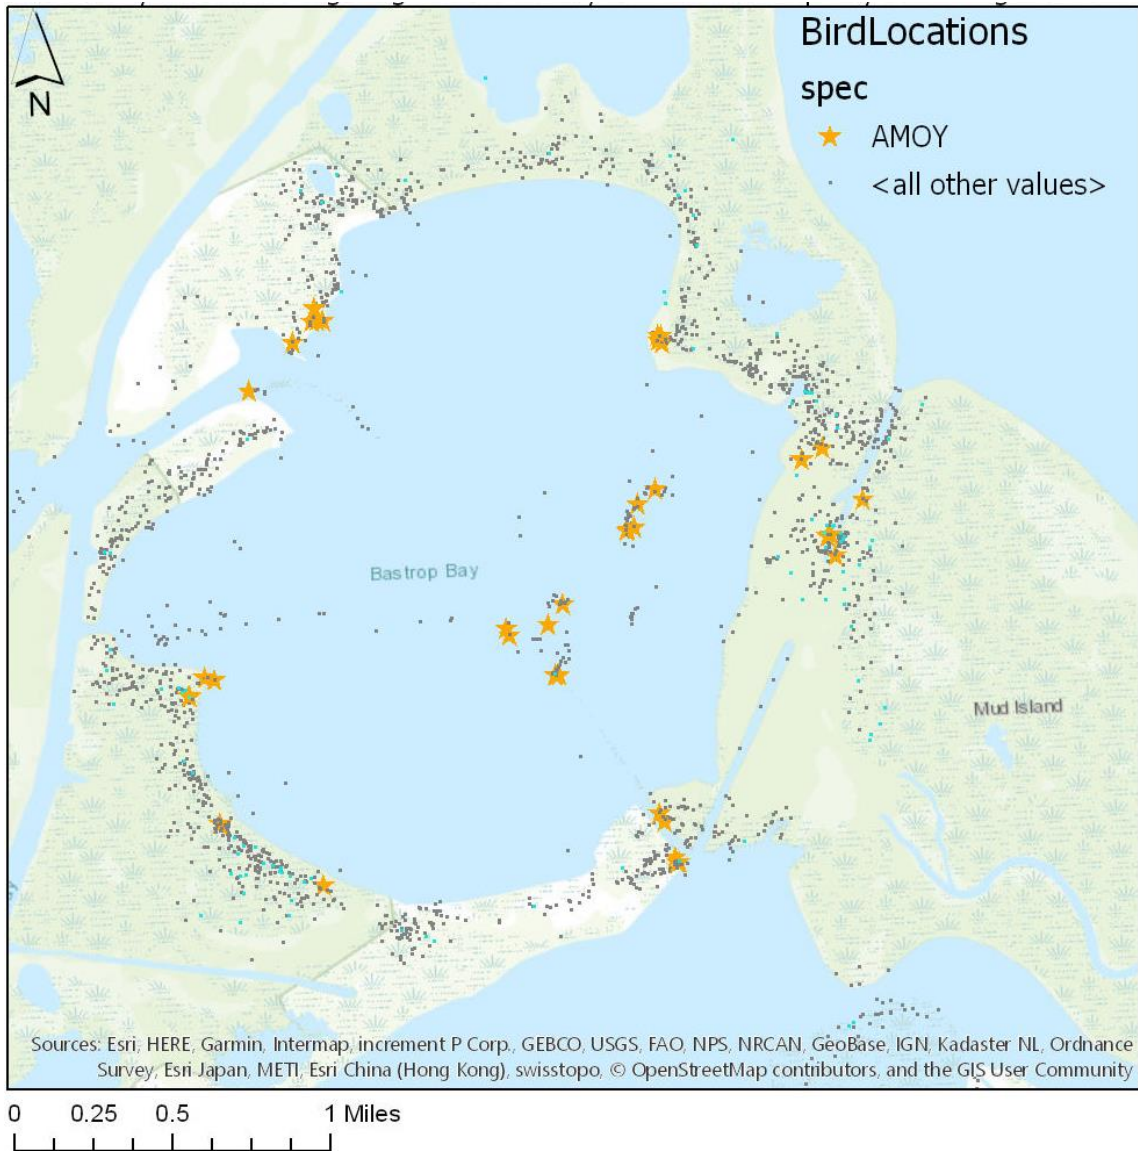 BirdLocations
spec
AMOY
<all other values>
N
Bastrop Bay
Mud Island
Sources: Esri, HERE, Garmin, Intermap, increment P Corp., GEBCO, USGS, FAO, NPS, NRCAN, GeoBase, IGN, Kadaster NL, Ordnance
Survey, Esri Japan, METI, Esri China (Hong Kong), swisstopo, © OpenStreetMap contributors, and the GIS User Community
0 0.25 0.5 1 Miles